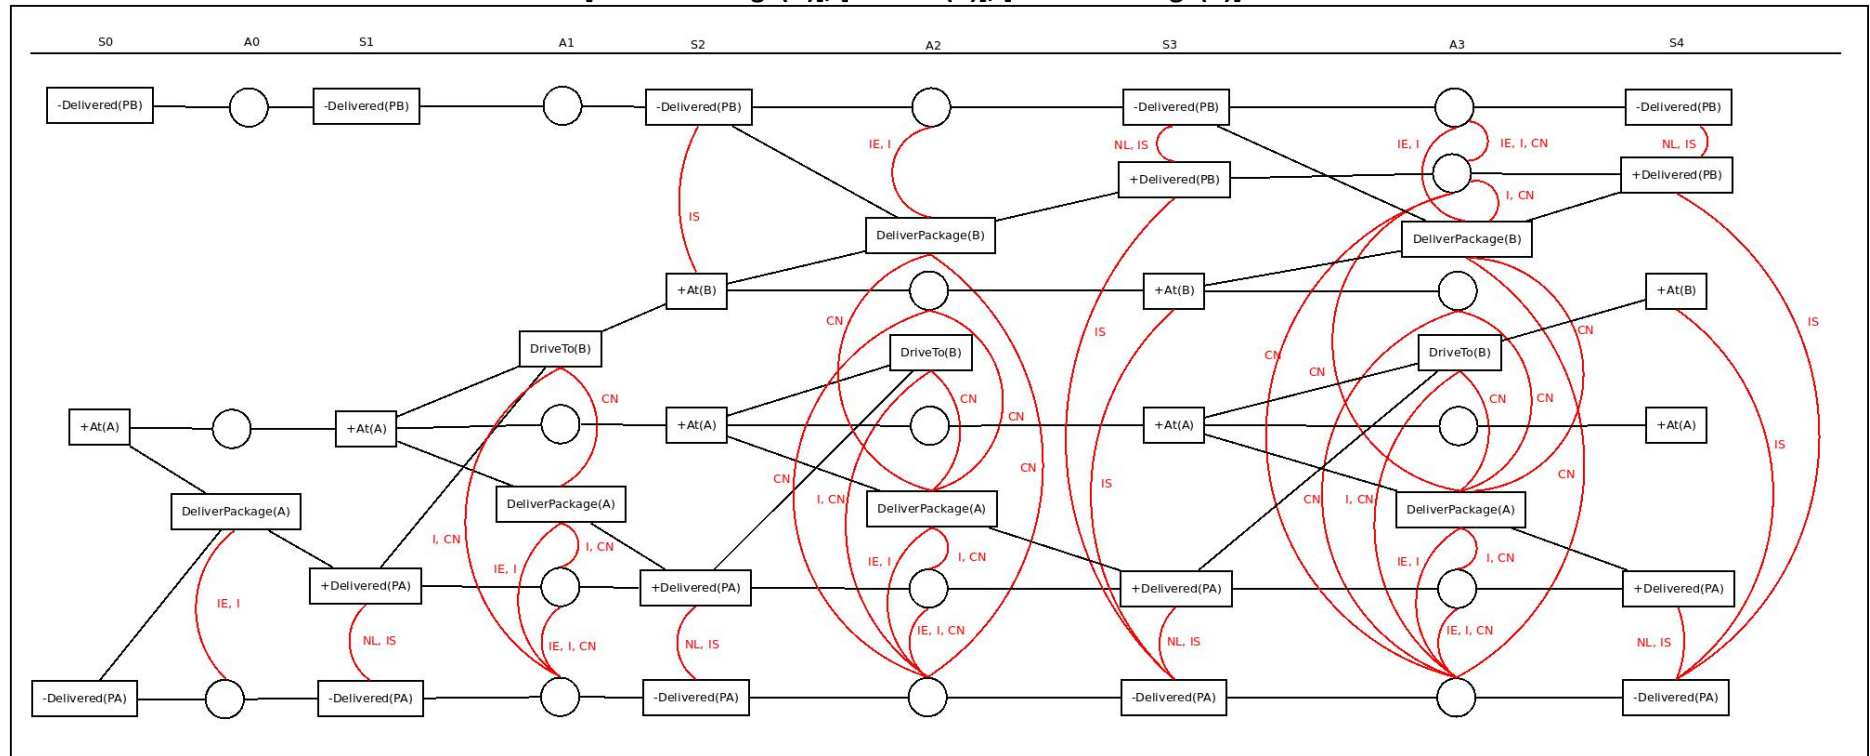 S0 A0 S1 A1 S2 A2 S3 A3 S4
-Delivered(PB) -Delivered(PB) -Delivered(PB) -Delivered(PB) -Delivered(PB)
IE, I NL, IS IE, I IE, I, CN NL, IS
+Delivered(PB) +Delivered(PB)
I, CN
IS
DeliverPackage(B) DeliverPackage(B)
+At(B) +At(B) +At(B)
CN IS CN IS
DriveTo(B) DriveTo(B) DriveTo(B)
CN CN
CN CN CN CN
+At(A) +At(A) +At(A) CN +At(A) +At(A)
IS
CN CN IS CN
DeliverPackage(A) DeliverPackage(A) DeliverPackage(A) DeliverPackage(A)
I, CN CN I, CN
I, CN I, CN I, CN I, CN
IE, I IE, I IE, I
+Delivered(PA) +Delivered(PA) +Delivered(PA) +Delivered(PA)
IE, I
NL, IS IE, I, CN NL, IS IE, I, CN NL, IS IE, I, CN NL, IS
-Delivered(PA) -Delivered(PA) -Delivered(PA) -Delivered(PA) -Delivered(PA)